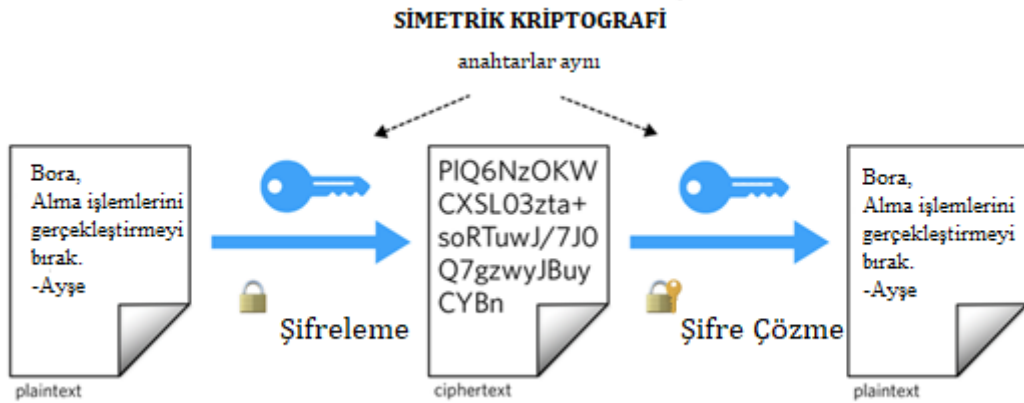 SİMETRİK KRİPTOGRAFİ
anahtarlar aynı
Bora,
Alma işlemlerini
gerçekleştirmeyi
bırak.
-Ayşe
plaintext
Şifreleme
PlQ6NzOKW
CXSL03zta+
soRTuwJ/7J0
Q7gzwyJBuy
CYBn
ciphertext
Şifre Çözme
Bora,
Alma işlemlerini
gerçekleştirmeyi
bırak.
-Ayşe
plaintext